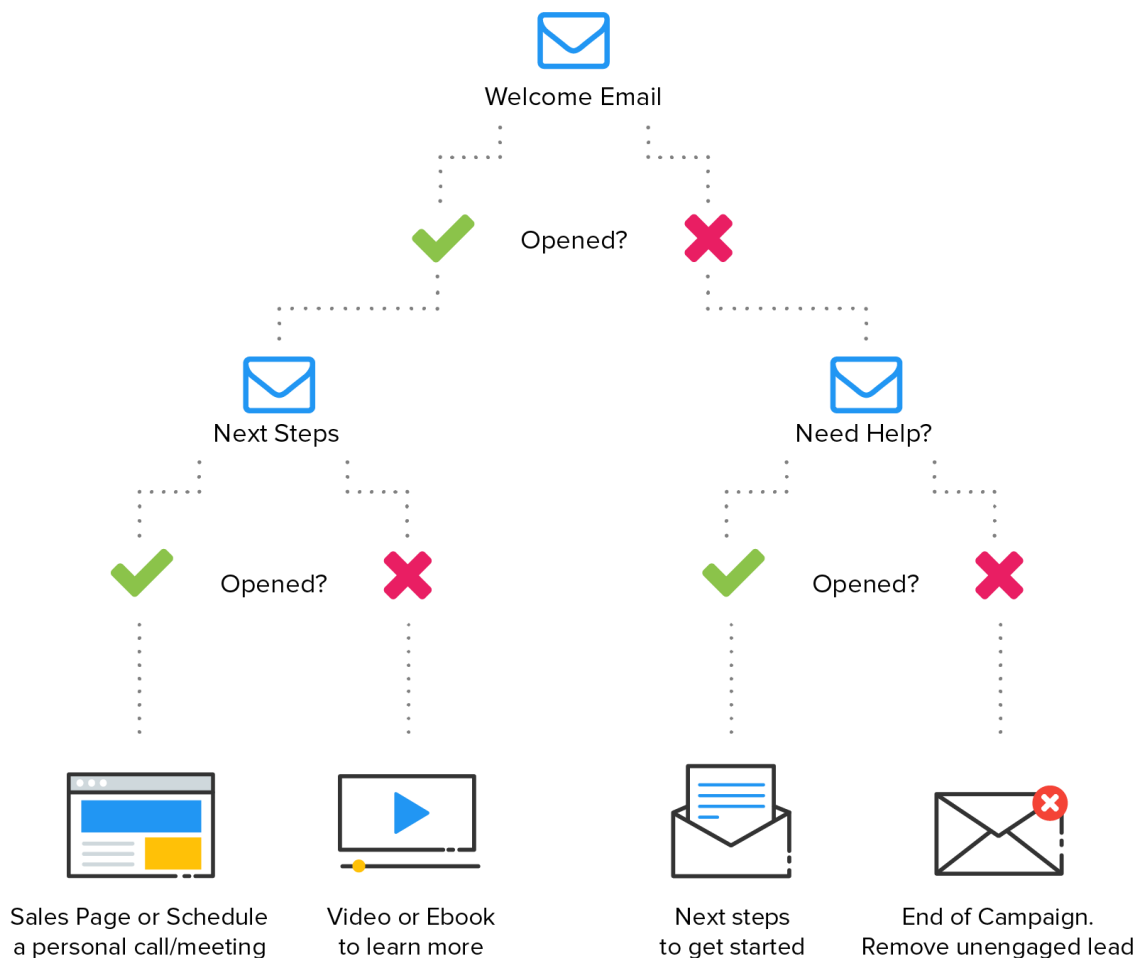 Welcome Email
Opened?
Next Steps
Need Help?
Opened?
Opened?
Sales Page or Schedule
a personal call/meeting
Video or Ebook
to learn more
Next steps
to get started
End of Campaign.
Remove unengaged lead